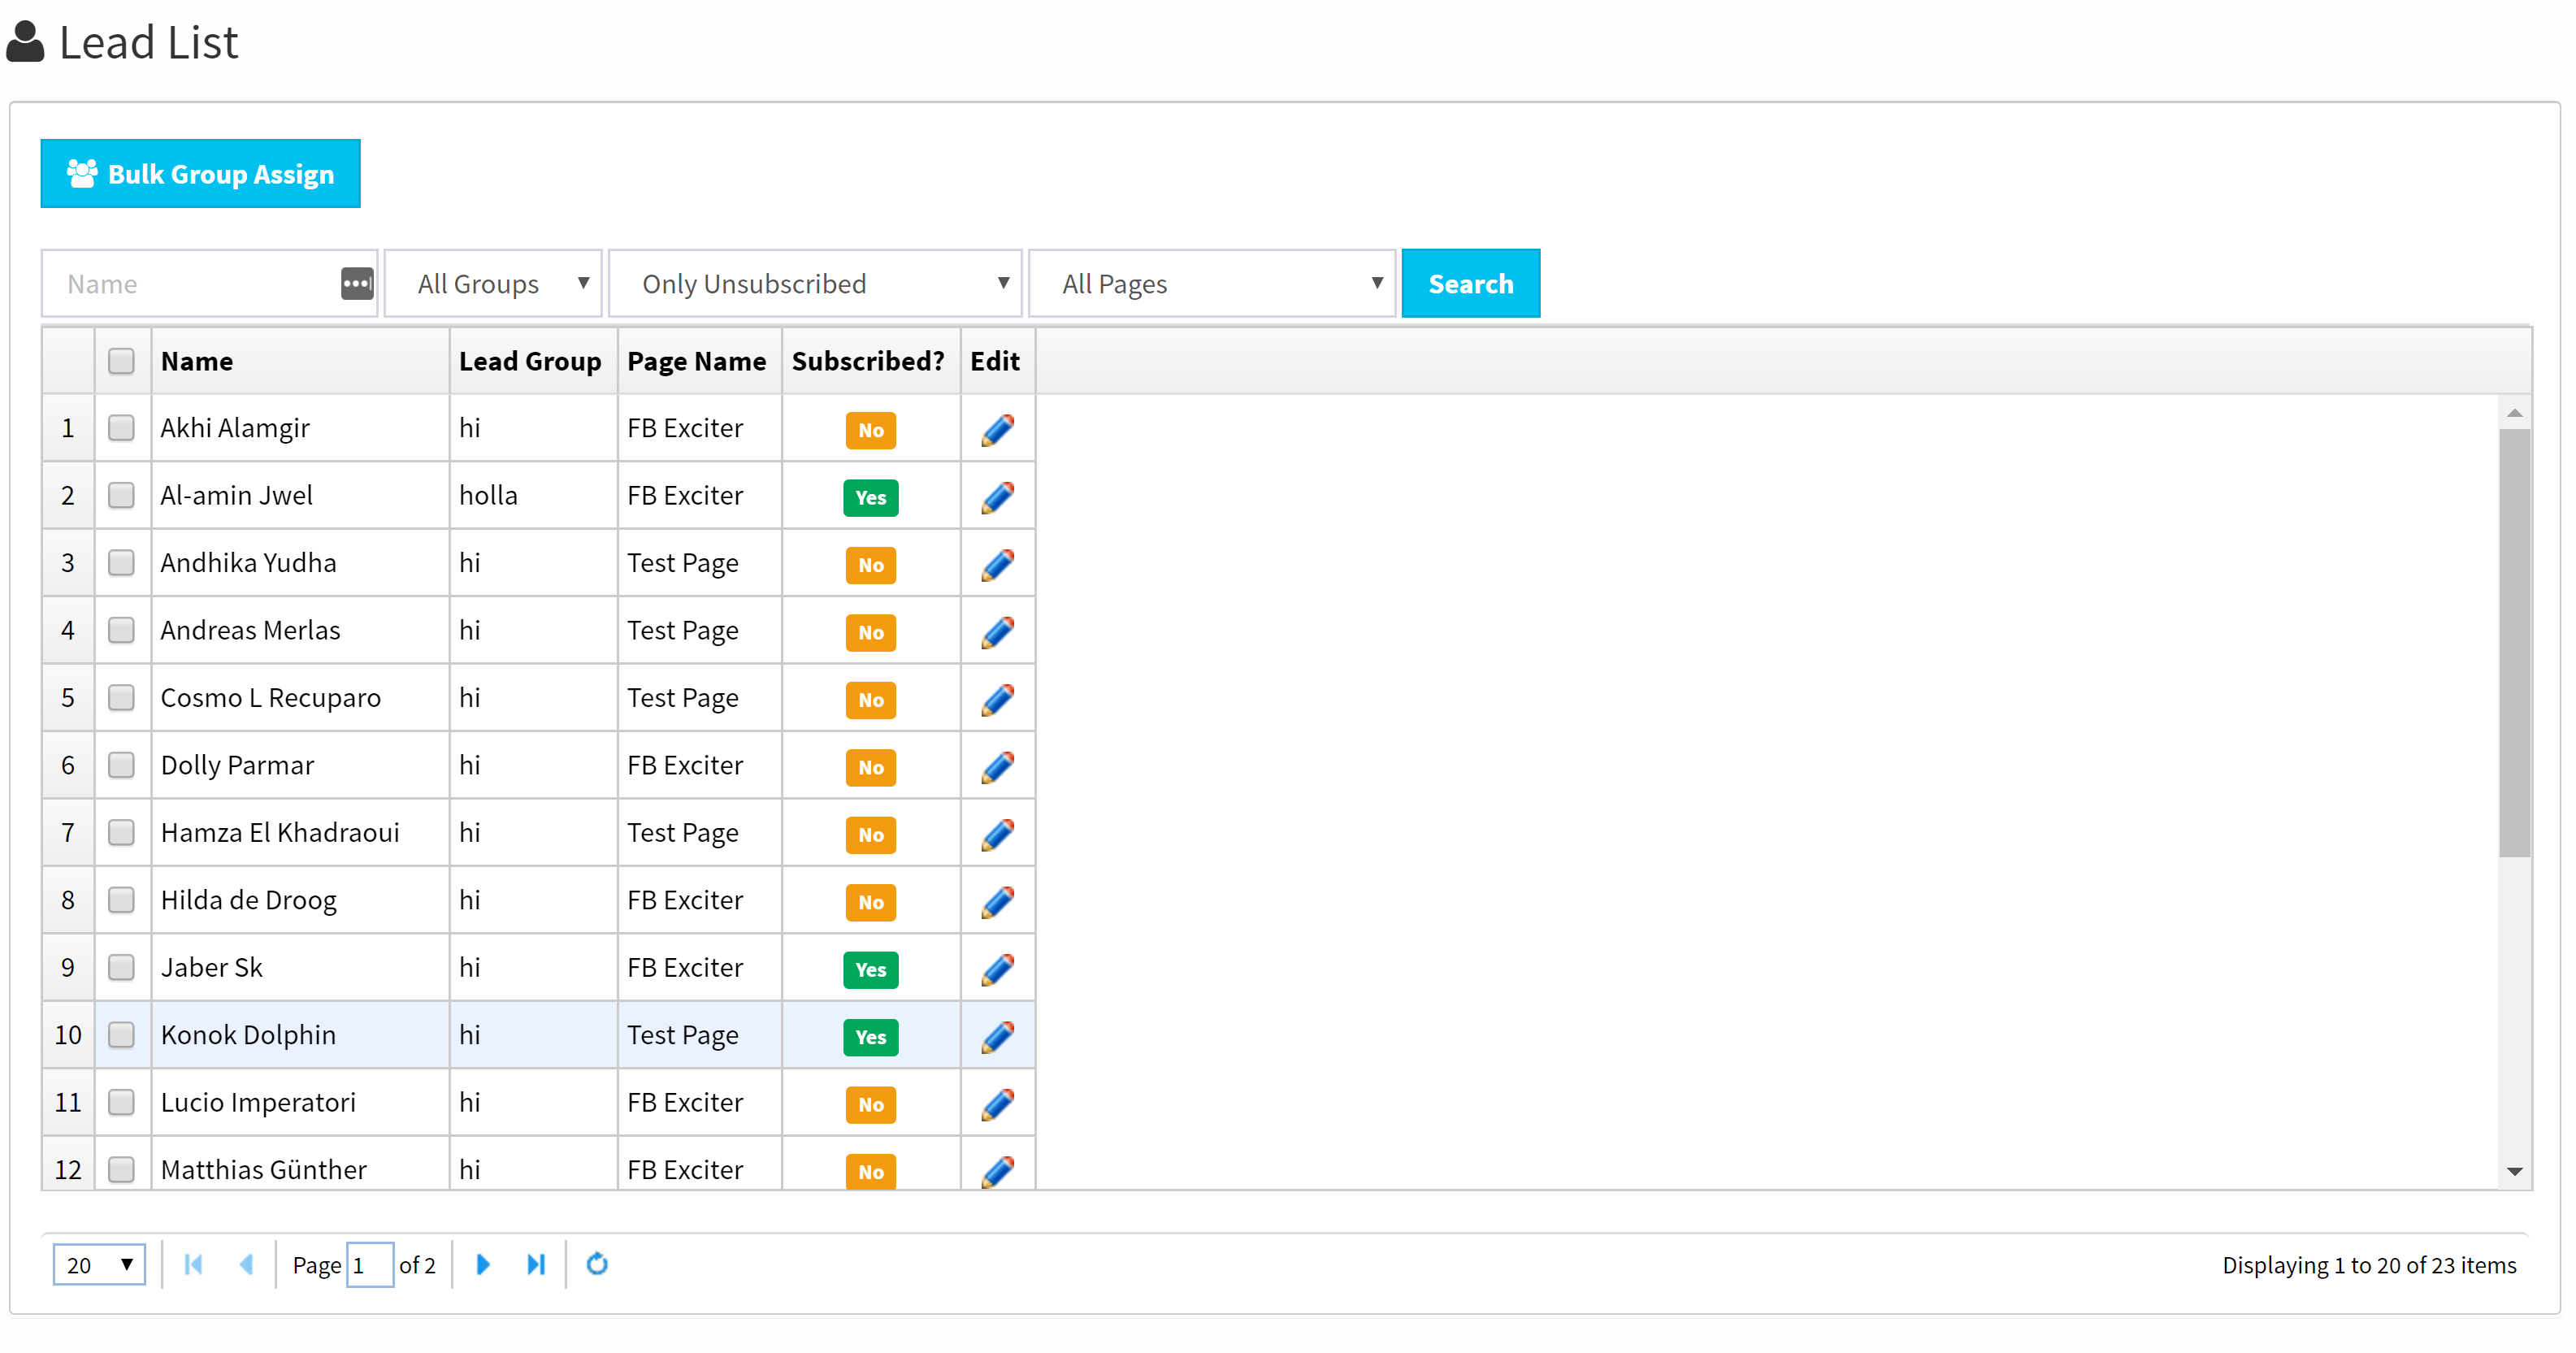 Lead List
Bulk Group Assign
Name All Groups Only Unsubscribed All Pages Search
Name Lead Group Page Name Subscribed? Edit
1 Akhi Alamgir hi FB Exciter No
2 Al-amin Jwel holla FB Exciter Yes
3 Andhika Yudha hi Test Page No
4 Andreas Merlas hi Test Page No
5 Cosmo L Recuparo hi Test Page No
6 Dolly Parmar hi FB Exciter No
7 Hamza El Khadraoui hi Test Page No
8 Hilda de Droog hi FB Exciter No
9 Jaber Sk hi FB Exciter Yes
10 Konok Dolphin hi Test Page Yes
11 Lucio Imperatori hi FB Exciter No
12 Matthias Günther hi FB Exciter No
20 Page 1 of 2 Displaying 1 to 20 of 23 items